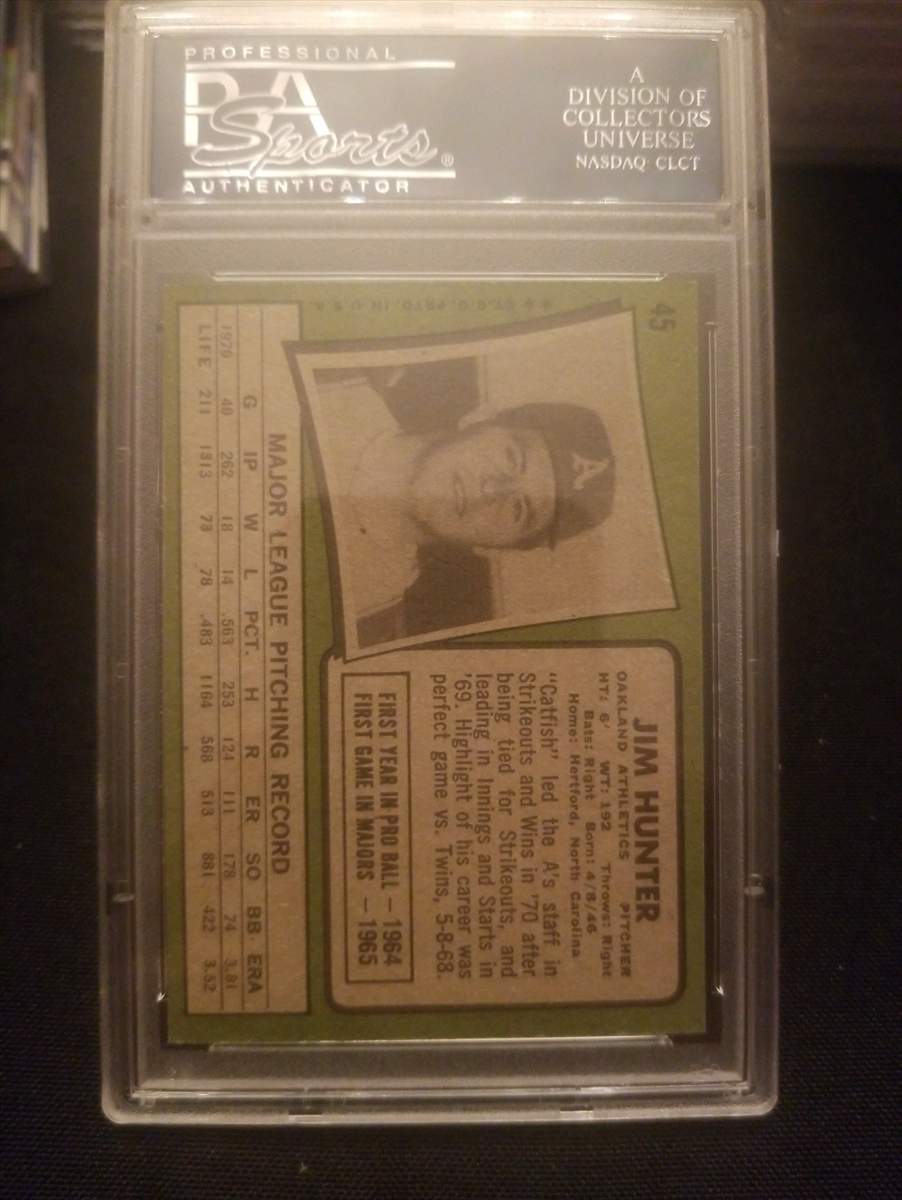 PROFESSIONAL
PSA
Sports®
AUTHENTICATOR
A
DIVISION OF
COLLECTORS
UNIVERSE
NASDAQ: CLCT
45
A
JIM HUNTER
OAKLAND ATHLETICS PITCHER
HT: 6' WT: 192 Throws: Right
Bats: Right Born: 4/8/46
Home: Hertford, North Carolina
"Catfish" led the A's staff in
Strikeouts and Wins in '70 after
being tied for Strikeouts, and
leading in Innings and Starts in
'69. Highlight of his career was
perfect game vs. Twins, 5-8-68.
FIRST YEAR IN PRO BALL — 1964
FIRST GAME IN MAJORS — 1965
MAJOR LEAGUE PITCHING RECORD
G IP W L PCT. H R ER SO BB ERA
1970 40 262 18 14 .563 253 124 111 178 74 3.81
LIFE 211 1313 73 78 .483 1164 568 513 881 422 3.52
** ©T.C.G. PRTD. IN U.S.A.